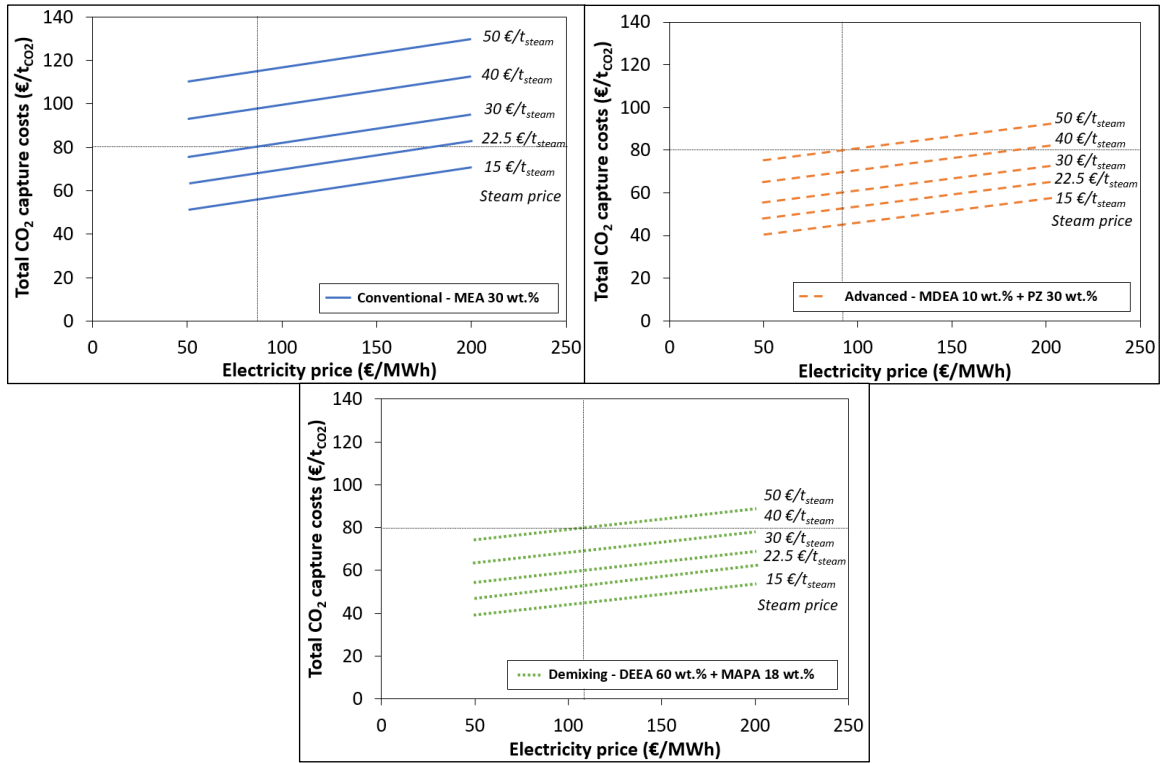 Total CO₂ capture costs (€/tCO2)
140
120
100
80
60
40
20
0
50 €/tsteam
40 €/tsteam
30 €/tsteam
22.5 €/tsteam
15 €/tsteam
Steam price
Conventional - MEA 30 wt.%
0 50 100 150 200 250
Electricity price (€/MWh)
Total CO₂ capture costs (€/tCO2)
140
120
100
80
60
40
20
0
50 €/tsteam
40 €/tsteam
30 €/tsteam
22.5 €/tsteam
15 €/tsteam
Steam price
Advanced - MDEA 10 wt.% + PZ 30 wt.%
0 50 100 150 200 250
Electricity price (€/MWh)
Total CO₂ capture costs (€/tCO2)
140
120
100
80
60
40
20
0
50 €/tsteam
40 €/tsteam
30 €/tsteam
22.5 €/tsteam
15 €/tsteam
Steam price
Demixing - DEEA 60 wt.% + MAPA 18 wt.%
0 50 100 150 200 250
Electricity price (€/MWh)